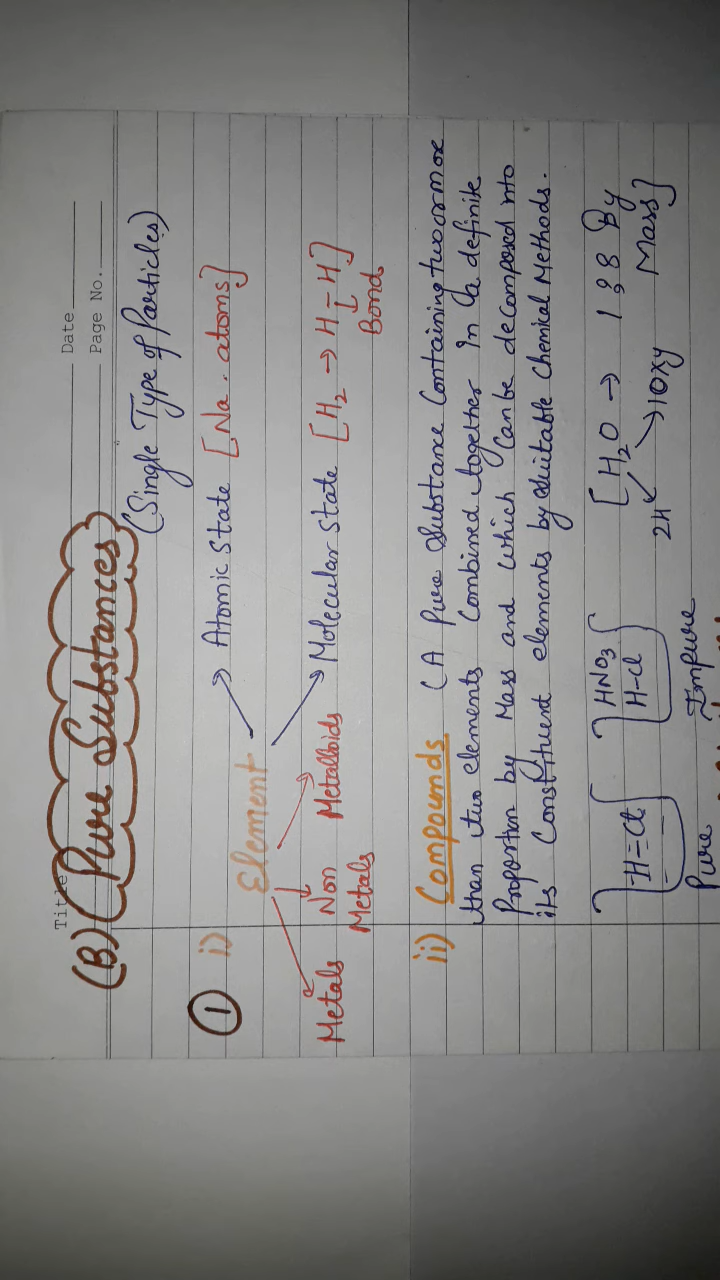 Title
Date
Page No.
(B) (Pure Substances)
(Single Type of Particles)
① i) Element → Atomic State [Na. atoms]
Metals Non Metals Metalloids
→ Molecular State [H2 → H-H]
Bond
ii) Compounds (A Pure Substance Containing two or more
than two elements Combined together In a definite
Proportion by Mass and which Can be decomposed into
its Constituent elements by suitable Chemical Methods.
HNO3 [H2O → 1:8 By
H-Cl H-Cl 2H 1Oxy Mass]
Pure Impure